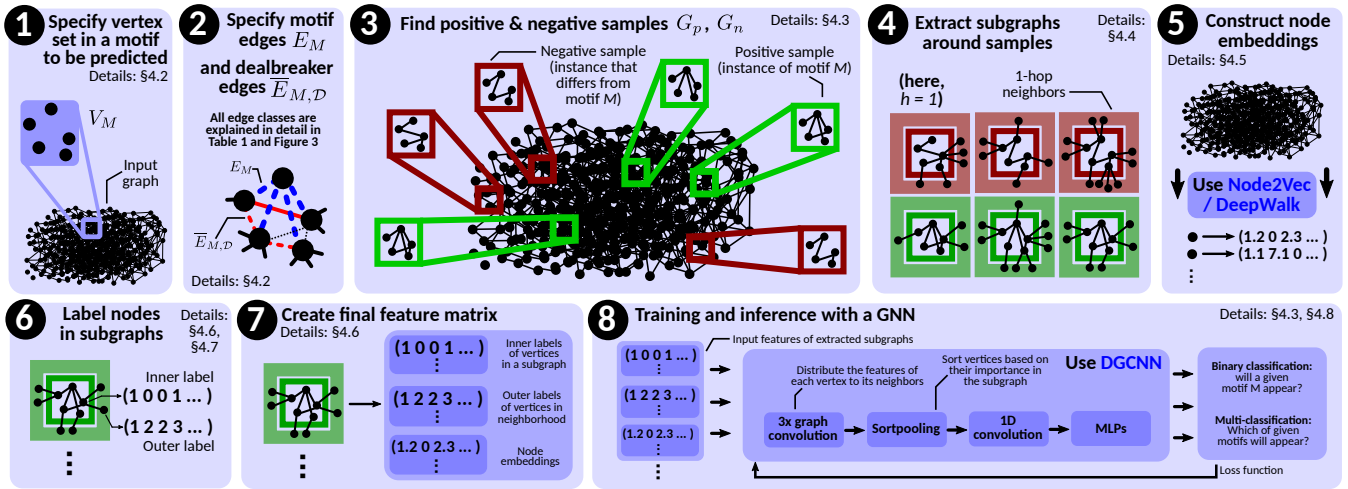 1
Specify vertex
set in a motif
to be predicted
Details: §4.2
V_M
Input
graph
2
Specify motif
edges E_M
and dealbreaker
edges E̅_{M,𝒟}
All edge classes are
explained in detail in
Table 1 and Figure 3
E_M
E̅_{M,𝒟}
Details: §4.2
3
Find positive & negative samples G_p, G_n
Details: §4.3
Negative sample
(instance that
differs from
motif M)
Positive sample
(instance of motif M)
4
Extract subgraphs
around samples
Details:
§4.4
(here,
h = 1)
1-hop
neighbors
5
Construct node
embeddings
Details: §4.5
Use Node2Vec
/ DeepWalk
(1.2 0 2.3 ... )
(1.1 7.1 0 ... )
⋮
6
Label nodes
in subgraphs
Details:
§4.6,
§4.7
Inner label
(1 0 0 1 ... )
(1 2 2 3 ... )
Outer label
⋮
7
Create final feature matrix
Details: §4.6
⋮
(1 0 0 1 ... )
⋮
Inner labels
of vertices
in a subgraph
(1 2 2 3 ... )
⋮
Outer labels
of vertices in
neighborhood
(1.2 0 2.3 ... )
⋮
Node
embeddings
8
Training and inference with a GNN
Details: §4.3, §4.8
Input features of extracted subgraphs
(1 0 0 1 ... )
⋮
(1 2 2 3 ... )
⋮
(1.2 0 2.3 ... )
⋮
⋮
Use DGCNN
Distribute the features of
each vertex to its neighbors
Sort vertices based on
their importance in
the subgraph
3x graph
convolution
Sortpooling
1D
convolution
MLPs
Binary classification:
will a given
motif M appear?
Multi-classification:
Which of given
motifs will appear?
Loss function